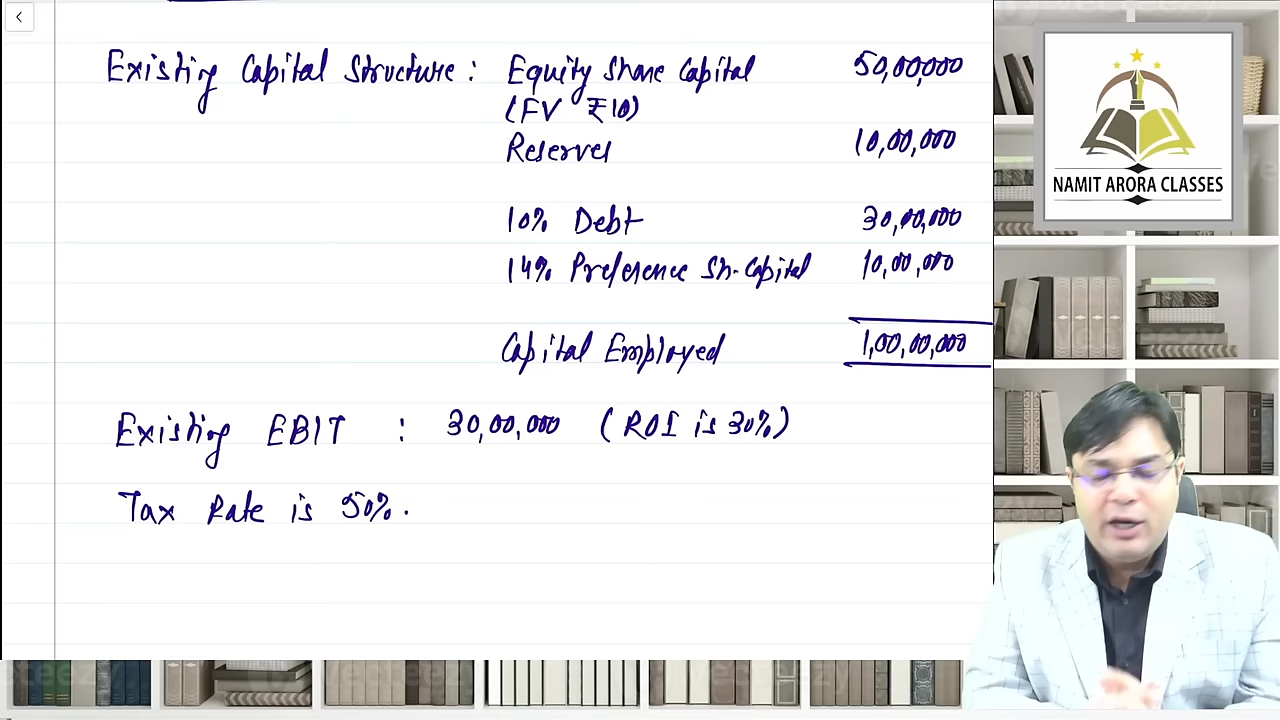 Existing Capital Structure : Equity Share Capital 50,00,000
(FV ₹10)
Reserves 10,00,000
10% Debt 30,00,000
14% Preference Sh. Capital 10,00,000
Capital Employed 1,00,00,000
Existing EBIT : 30,00,000 (ROI is 30%)
Tax Rate is 50%.
NAMIT ARORA CLASSES